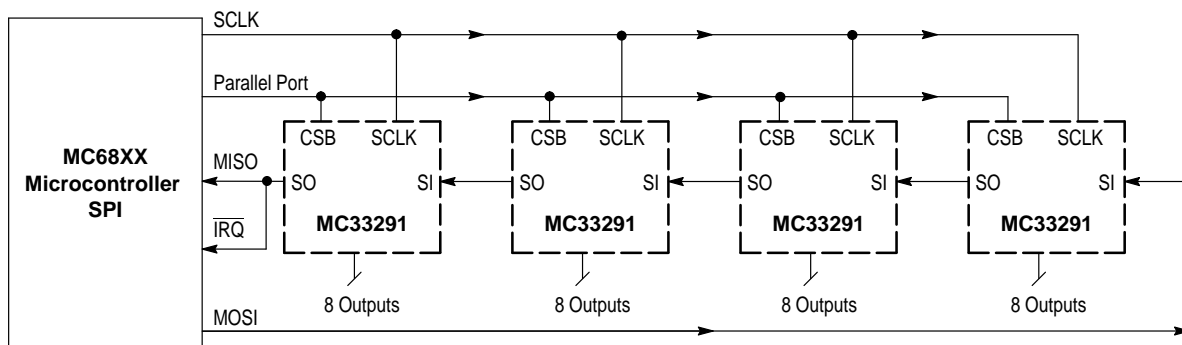 SCLK
Parallel Port
CSB SCLK CSB SCLK CSB SCLK CSB SCLK
MC68XX
Microcontroller
SPI
MISO
SO SI SO SI SO SI SO SI
MC33291 MC33291 MC33291 MC33291
IRQ
8 Outputs 8 Outputs 8 Outputs 8 Outputs
MOSI